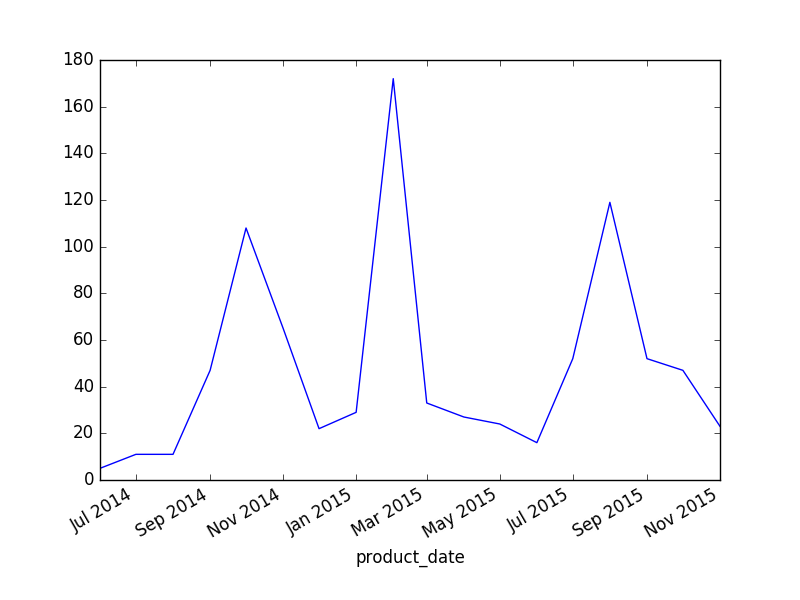 180
160
140
120
100
80
60
40
20
0
Jul 2014
Sep 2014
Nov 2014
Jan 2015
Mar 2015
May 2015
Jul 2015
Sep 2015
Nov 2015
product_date